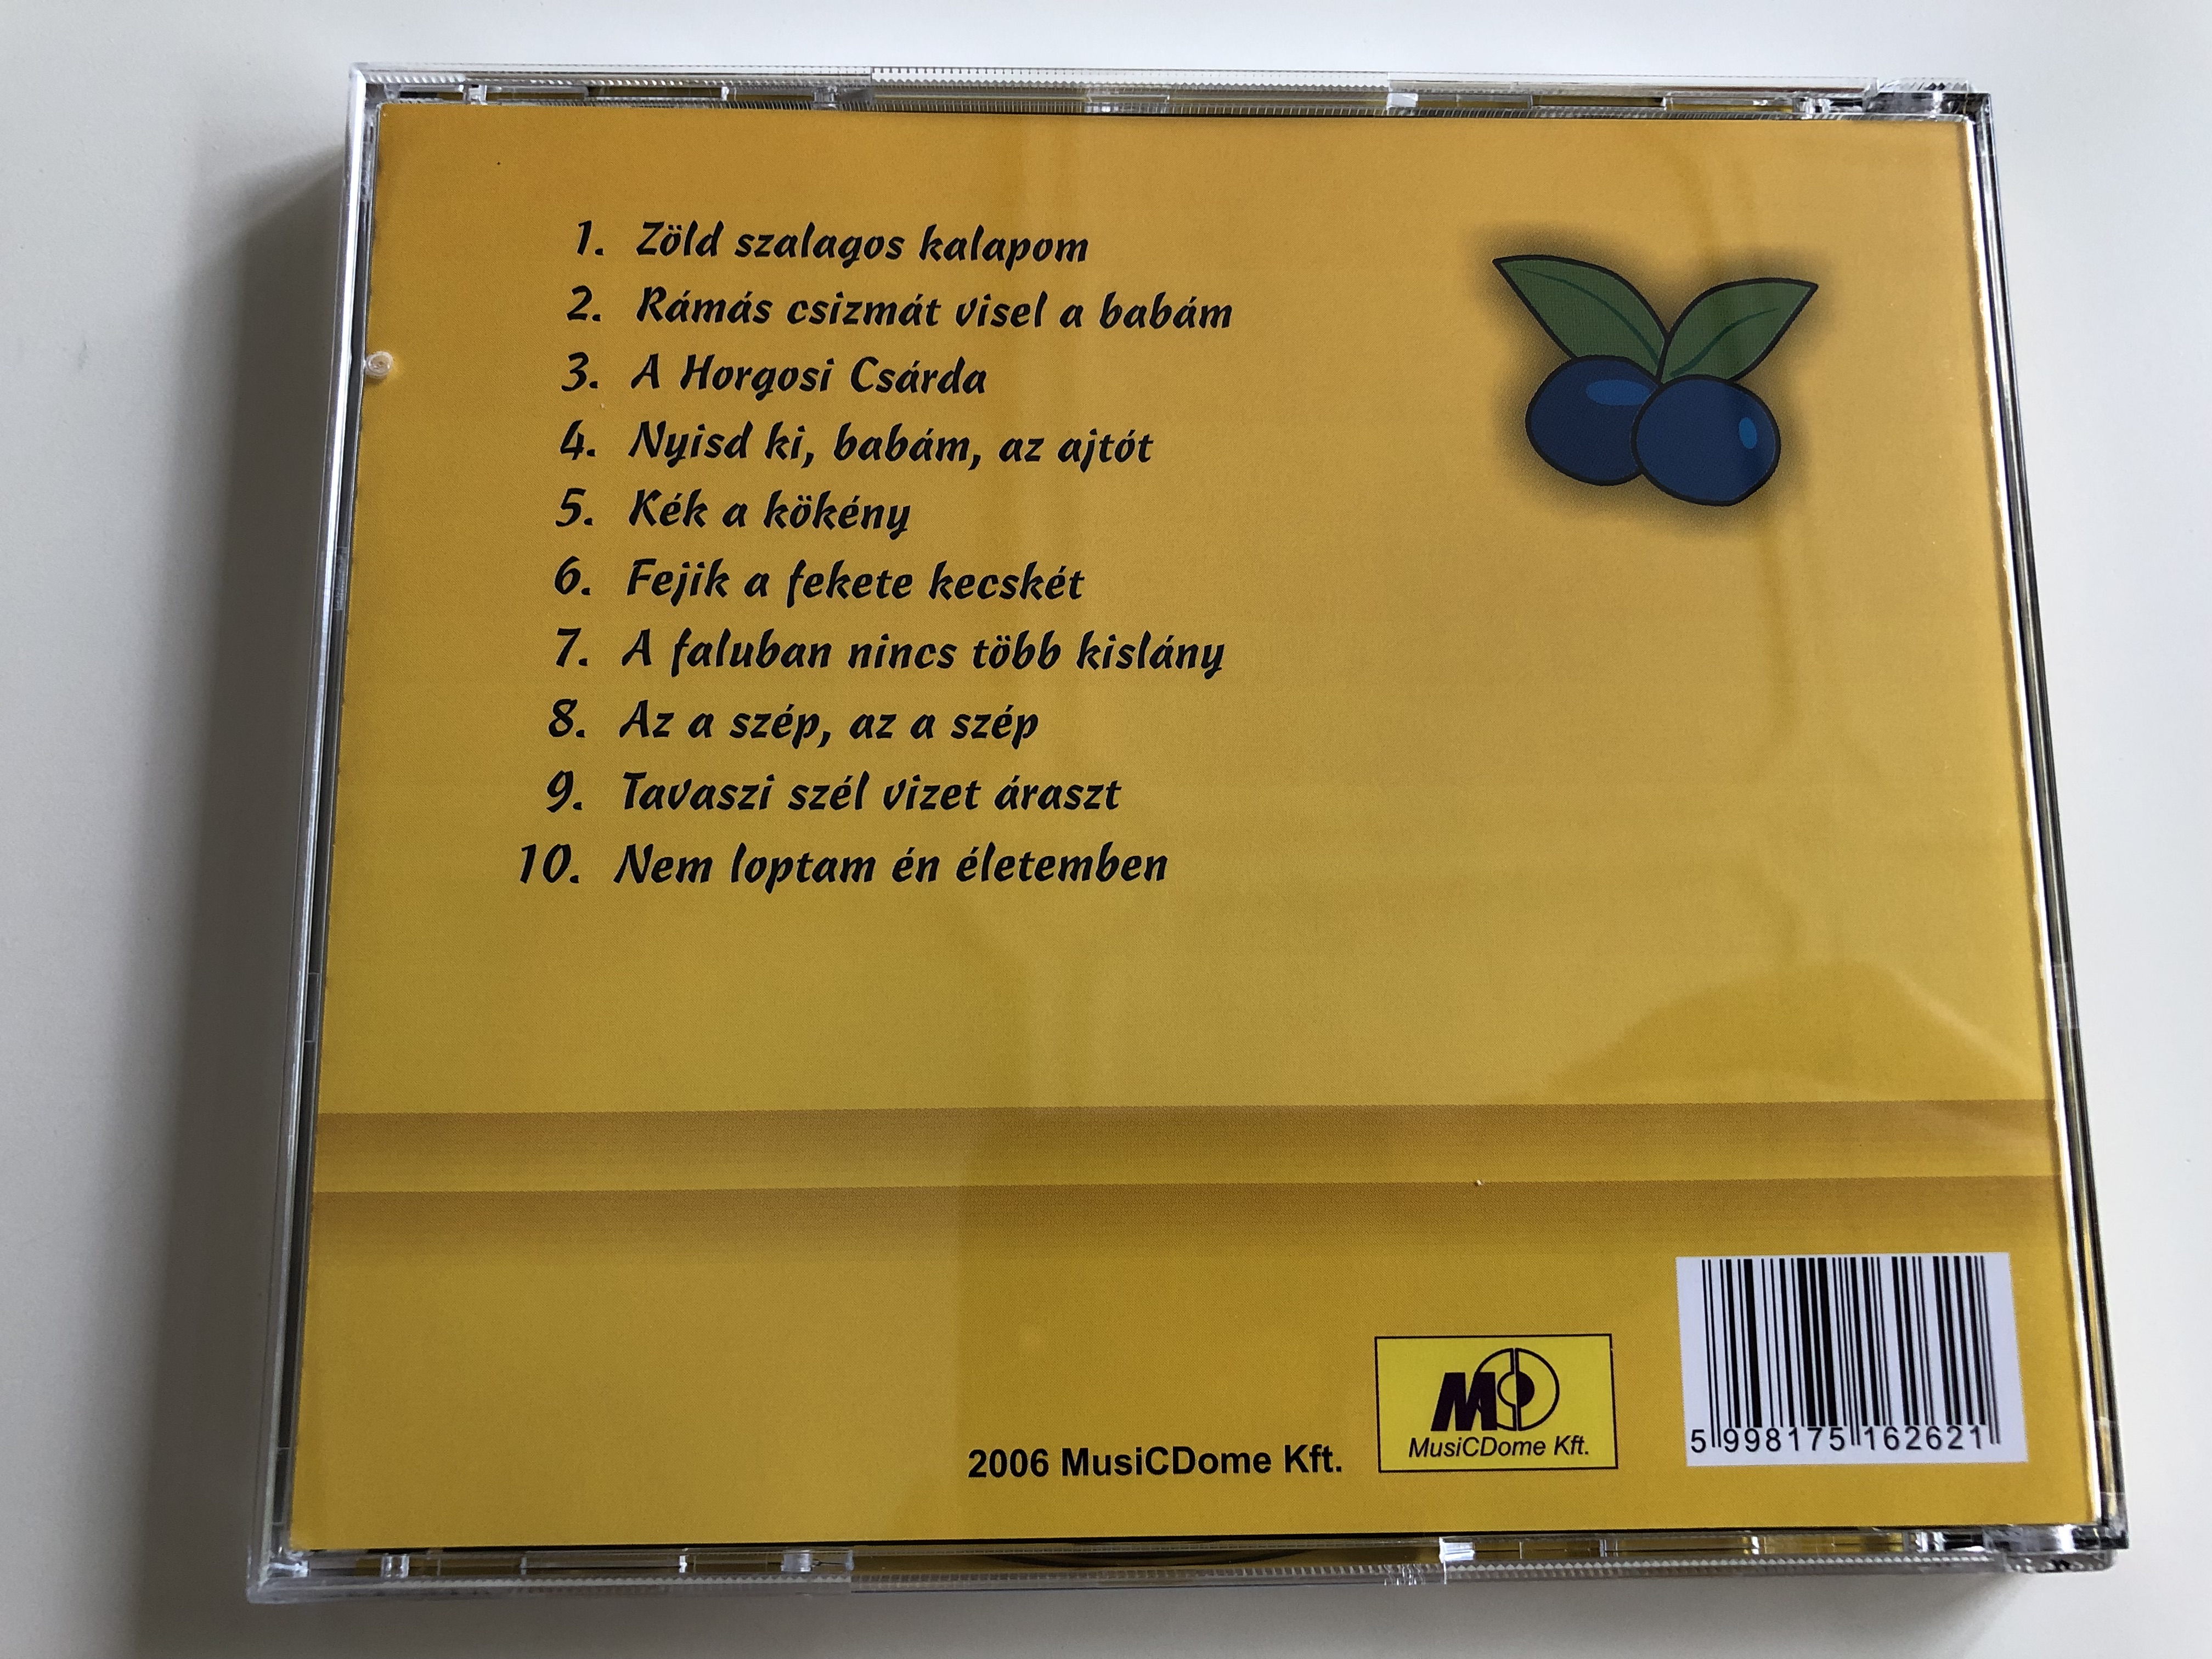 1. Zöld szalagos kalapom
2. Rámás csizmát visel a babám
3. A Horgosi Csárda
4. Nyisd ki, babám, az ajtót
5. Kék a kökény
6. Fejik a fekete kecskét
7. A faluban nincs több kislány
8. Az a szép, az a szép
9. Tavaszi szél vizet áraszt
10. Nem loptam én életemben
2006 MusiCDome Kft.
M
MusiCDome Kft.
5 998175 162621